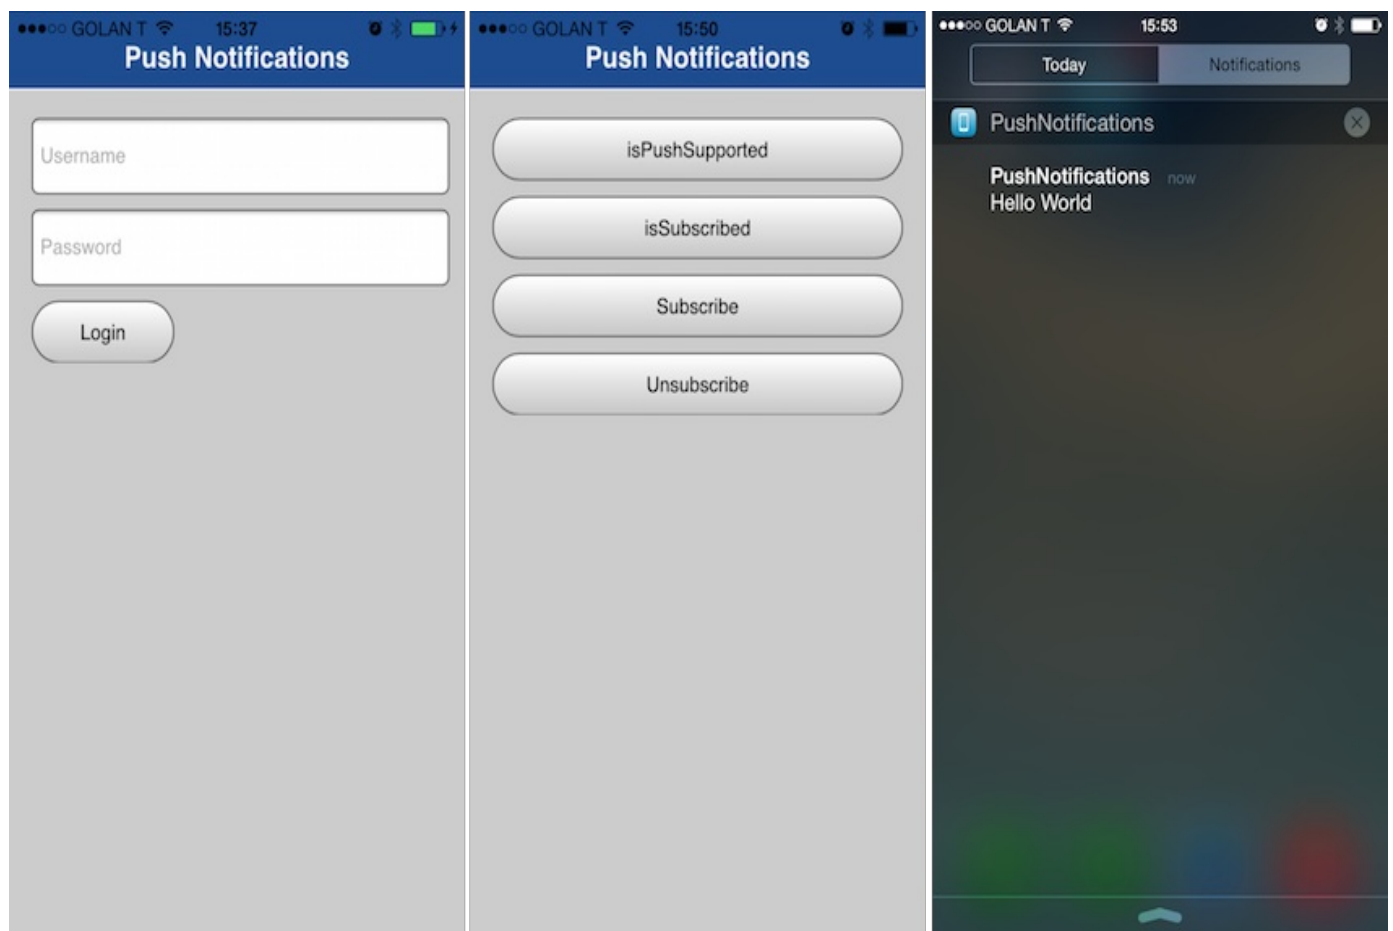 GOLAN T 15:37
Push Notifications
Username
Password
Login
GOLAN T 15:50
Push Notifications
isPushSupported
isSubscribed
Subscribe
Unsubscribe
GOLAN T 15:53
Today Notifications
PushNotifications
PushNotifications now
Hello World